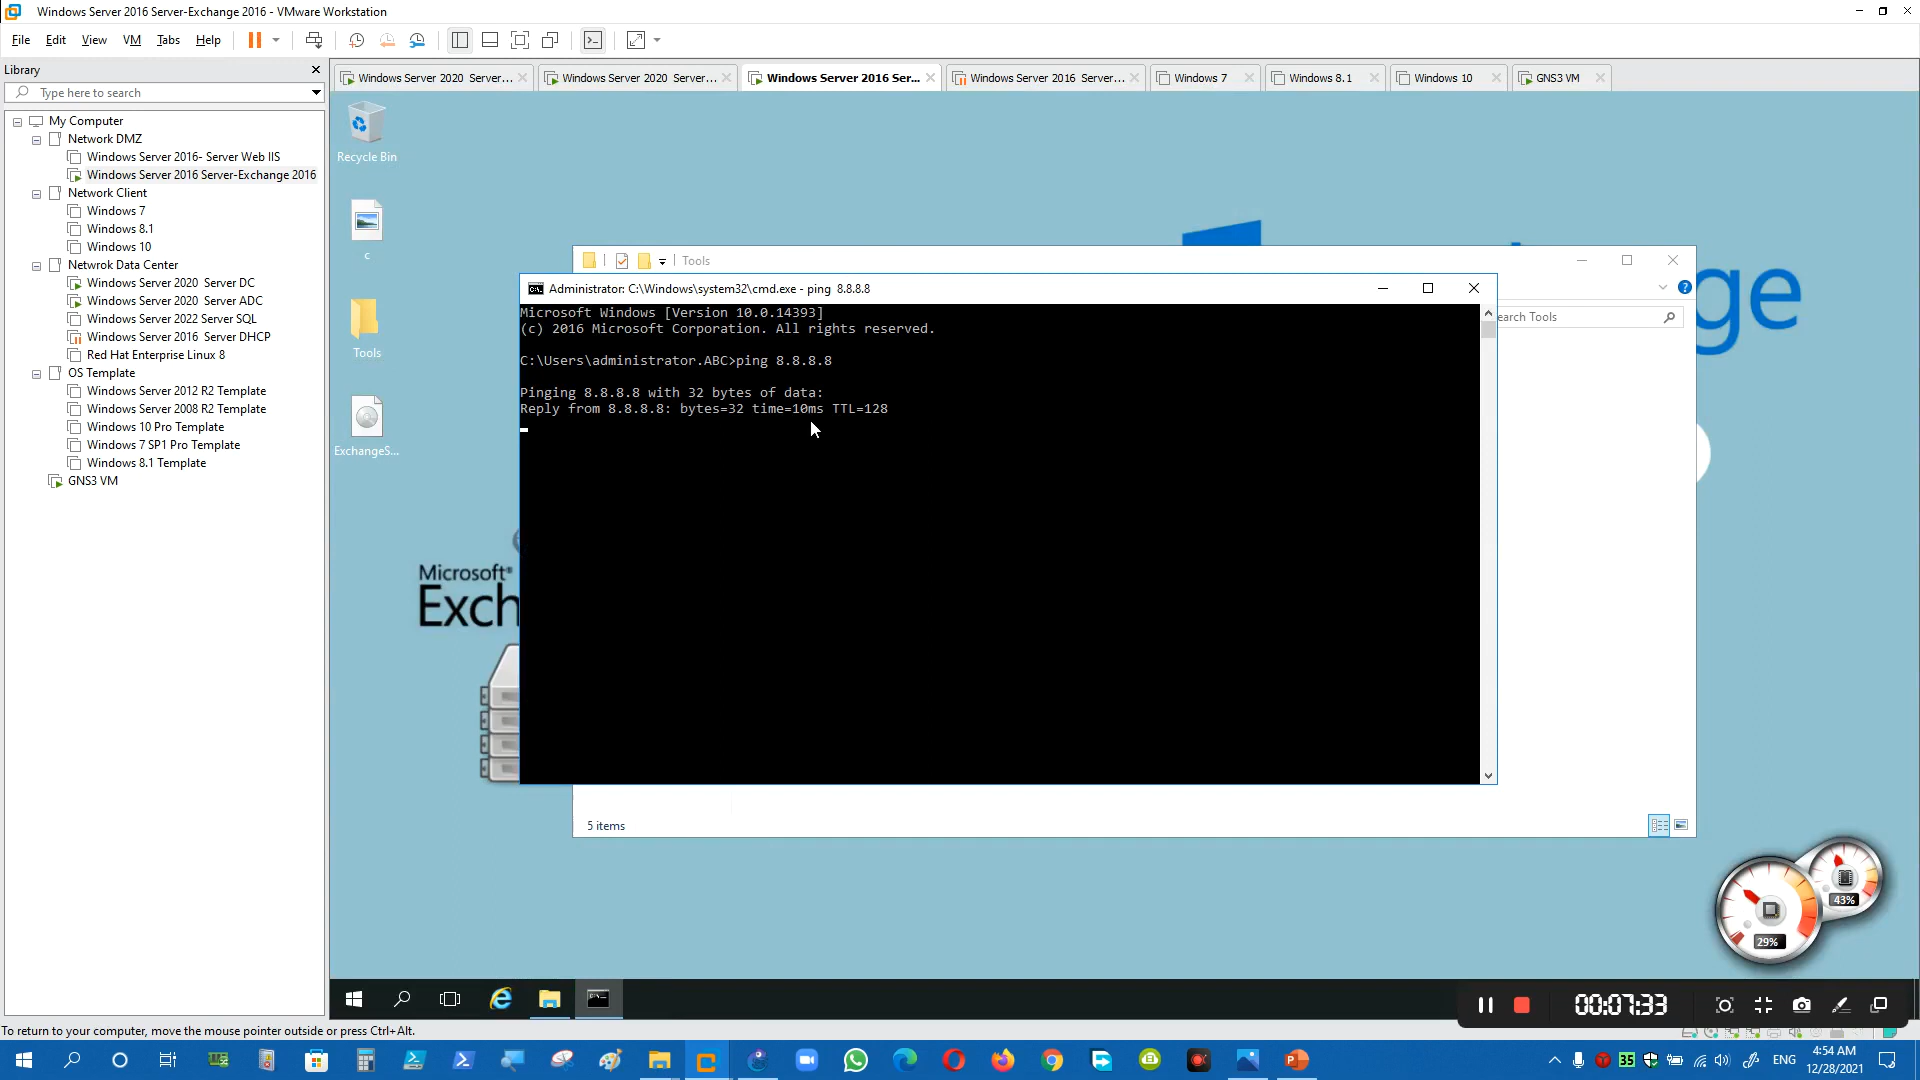 Windows Server 2016 Server-Exchange 2016 - VMware Workstation
File Edit View VM Tabs Help
Library
Type here to search
My Computer
Network DMZ
Windows Server 2016- Server Web IIS
Windows Server 2016 Server-Exchange 2016
Network Client
Windows 7
Windows 8.1
Windows 10
Netwrok Data Center
Windows Server 2020 Server DC
Windows Server 2020 Server ADC
Windows Server 2022 Server SQL
Windows Server 2016 Server DHCP
Red Hat Enterprise Linux 8
OS Template
Windows Server 2012 R2 Template
Windows Server 2008 R2 Template
Windows 10 Pro Template
Windows 7 SP1 Pro Template
Windows 8.1 Template
GNS3 VM
Windows Server 2020 Server... Windows Server 2020 Server... Windows Server 2016 Ser... Windows Server 2016 Server... Windows 7 Windows 8.1 Windows 10 GNS3 VM
Recycle Bin
c
Tools
ExchangeS...
Microsoft
Exch
ge
Tools
earch Tools
Administrator: C:\Windows\system32\cmd.exe - ping 8.8.8.8
Microsoft Windows [Version 10.0.14393]
(c) 2016 Microsoft Corporation. All rights reserved.
C:\Users\administrator.ABC>ping 8.8.8.8
Pinging 8.8.8.8 with 32 bytes of data:
Reply from 8.8.8.8: bytes=32 time=10ms TTL=128
5 items
43%
29%
00:07:33
To return to your computer, move the mouse pointer outside or press Ctrl+Alt.
35
ENG
4:54 AM
12/28/2021